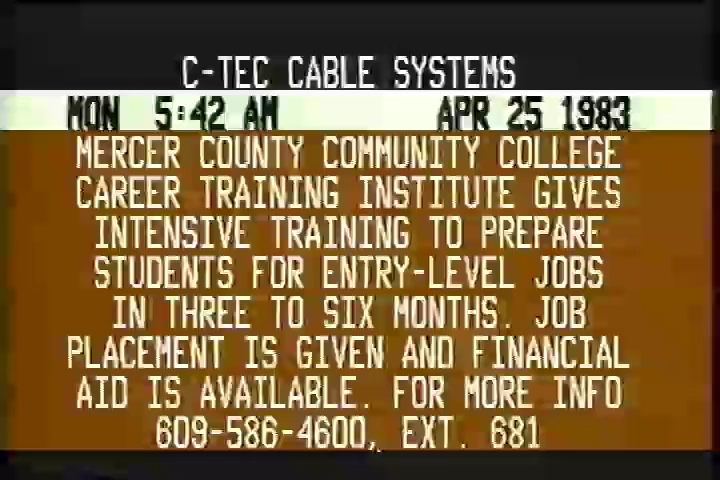 C-TEC CABLE SYSTEMS
MON 5:42 AM APR 25 1983
MERCER COUNTY COMMUNITY COLLEGE
CAREER TRAINING INSTITUTE GIVES
INTENSIVE TRAINING TO PREPARE
STUDENTS FOR ENTRY-LEVEL JOBS
IN THREE TO SIX MONTHS. JOB
PLACEMENT IS GIVEN AND FINANCIAL
AID IS AVAILABLE. FOR MORE INFO
609-586-4600, EXT. 681